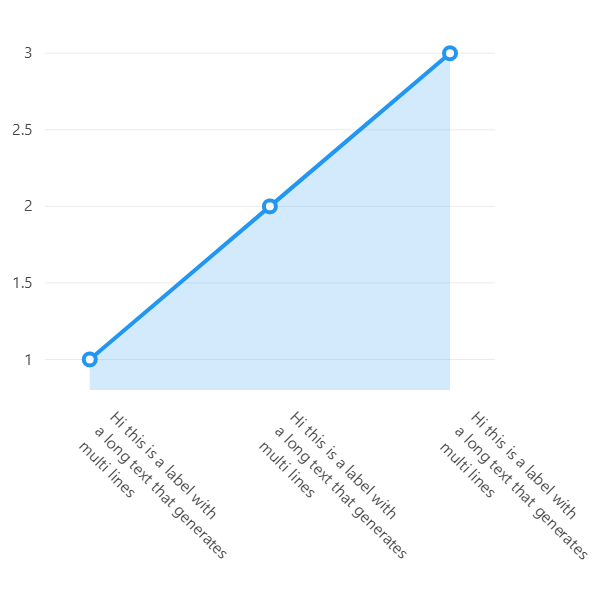 3
2.5
2
1.5
1
Hi this is a label with
a long text that generates
multi lines
Hi this is a label with
a long text that generates
multi lines
Hi this is a label with
a long text that generates
multi lines